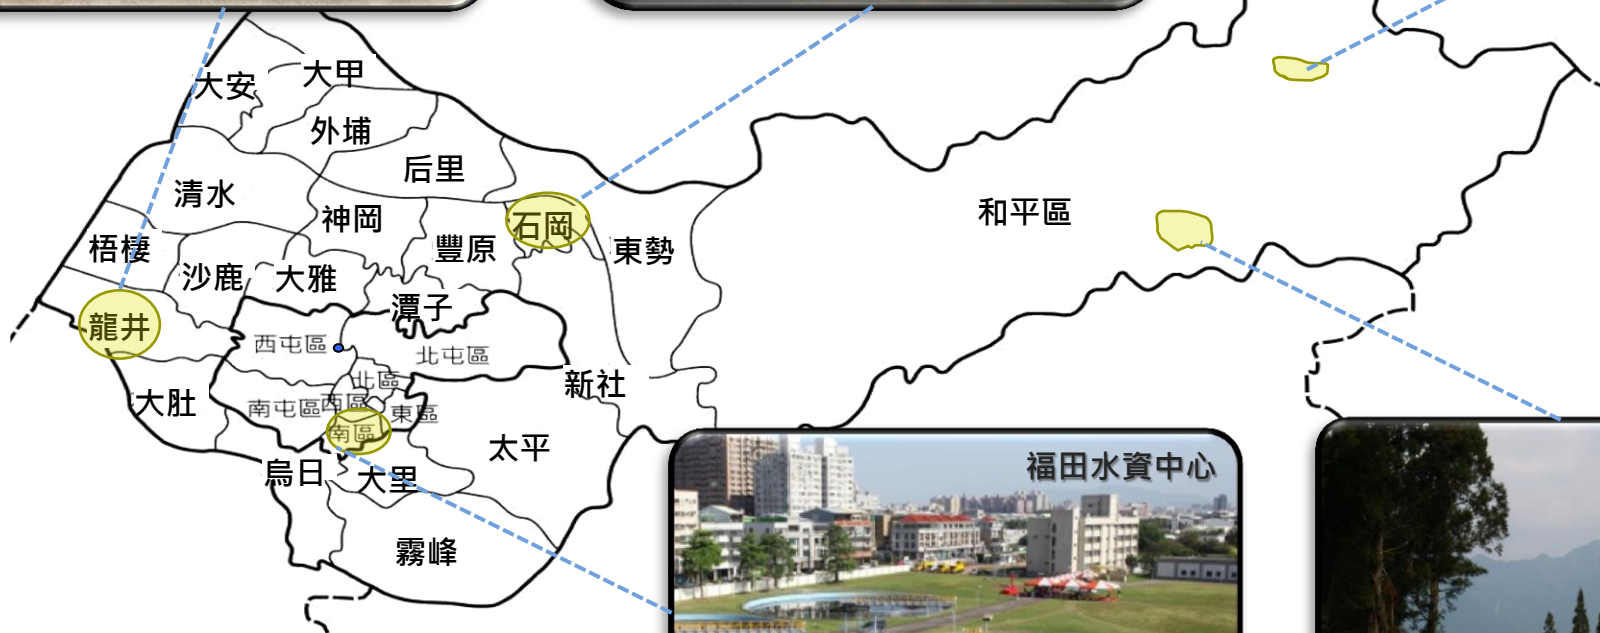 大安
大甲
外埔
后里
清水
神岡
石岡
和平區
梧棲
沙鹿
大雅
豐原
東勢
潭子
龍井
西屯區
北屯區
北區
新社
大肚
南屯區
西區
東區
南區
太平
烏日
大里
霧峰
福田水資中心